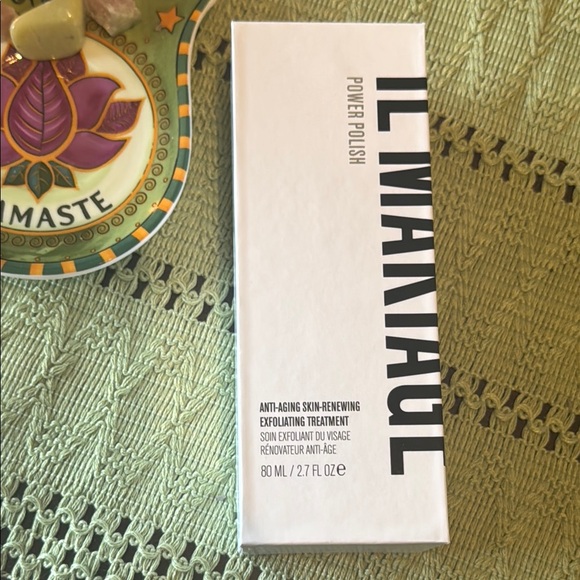 NAMASTE
IL MAKIAGE
POWER POLISH
ANTI-AGING SKIN-RENEWING
EXFOLIATING TREATMENT
SOIN EXFOLIANT DU VISAGE
RÉNOVATEUR ANTI-ÂGE
80 ML / 2.7 FL OZ℮